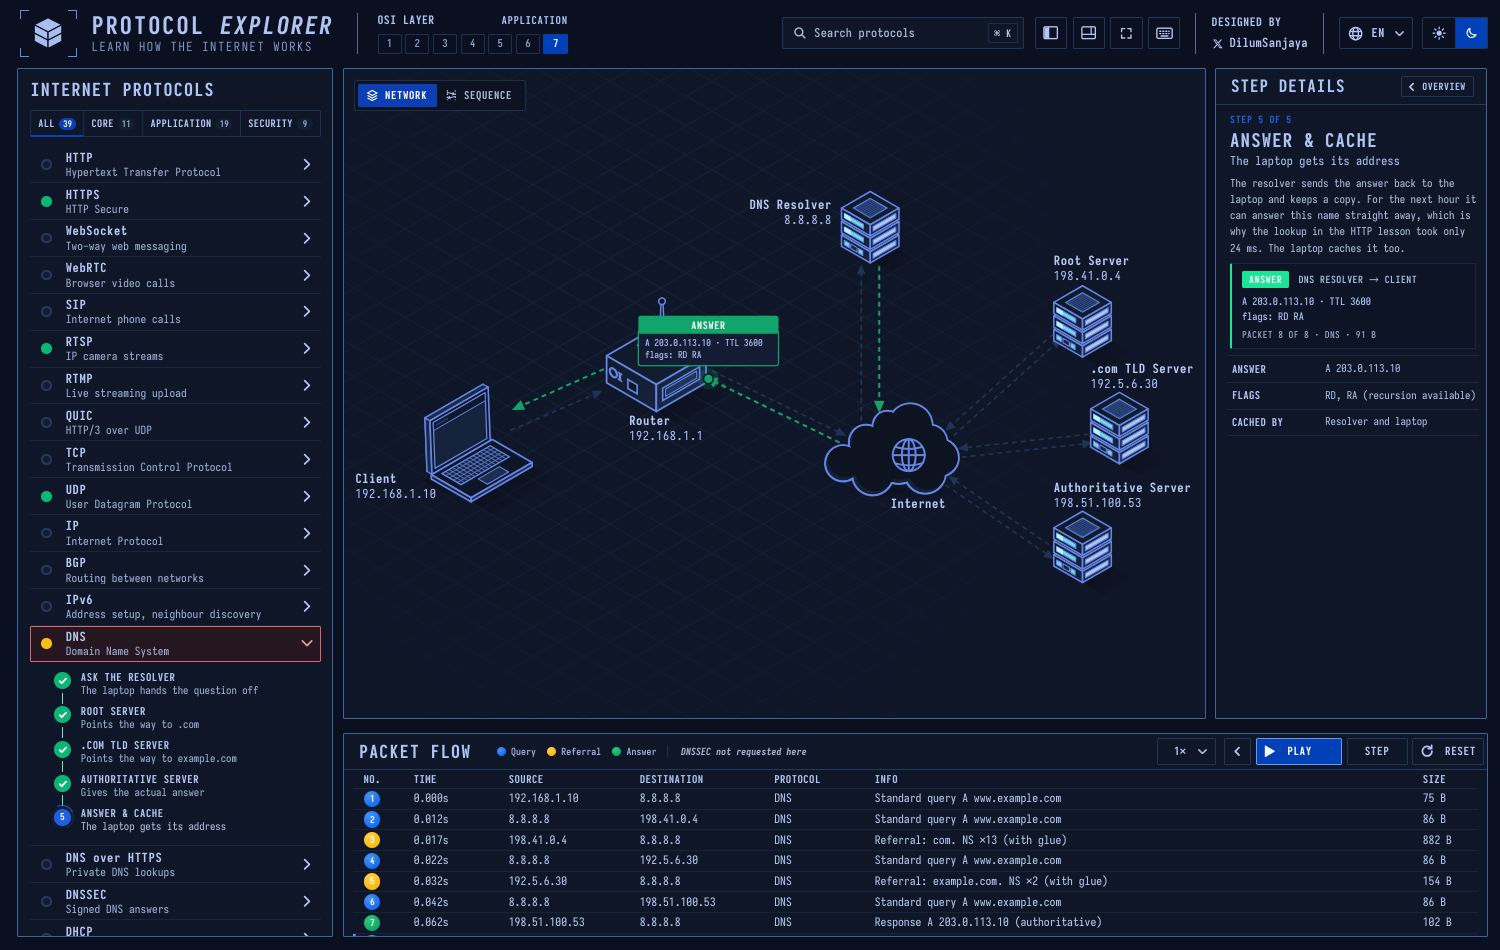 PROTOCOL EXPLORER
LEARN HOW THE INTERNET WORKS
OSI LAYER
APPLICATION
1 2 3 4 5 6 7
Search protocols
⌘ K
DESIGNED BY
DilumSanjaya
EN
INTERNET PROTOCOLS
ALL 39
CORE 11
APPLICATION 19
SECURITY 9
HTTP
Hypertext Transfer Protocol
HTTPS
HTTP Secure
WebSocket
Two-way web messaging
WebRTC
Browser video calls
SIP
Internet phone calls
RTSP
IP camera streams
RTMP
Live streaming upload
QUIC
HTTP/3 over UDP
TCP
Transmission Control Protocol
UDP
User Datagram Protocol
IP
Internet Protocol
BGP
Routing between networks
IPv6
Address setup, neighbour discovery
DNS
Domain Name System
ASK THE RESOLVER
The laptop hands the question off
ROOT SERVER
Points the way to .com
.COM TLD SERVER
Points the way to example.com
AUTHORITATIVE SERVER
Gives the actual answer
5
ANSWER & CACHE
The laptop gets its address
DNS over HTTPS
Private DNS lookups
DNSSEC
Signed DNS answers
DHCP
NETWORK
SEQUENCE
DNS Resolver
8.8.8.8
Root Server
198.41.0.4
ANSWER
A 203.0.113.10 · TTL 3600
flags: RD RA
.com TLD Server
192.5.6.30
Router
192.168.1.1
Client
192.168.1.10
Internet
Authoritative Server
198.51.100.53
STEP DETAILS
OVERVIEW
STEP 5 OF 5
ANSWER & CACHE
The laptop gets its address
The resolver sends the answer back to the
laptop and keeps a copy. For the next hour it
can answer this name straight away, which is
why the lookup in the HTTP lesson took only
24 ms. The laptop caches it too.
ANSWER DNS RESOLVER → CLIENT
A 203.0.113.10 · TTL 3600
flags: RD RA
PACKET 8 OF 8 · DNS · 91 B
ANSWER A 203.0.113.10
FLAGS RD, RA (recursion available)
CACHED BY Resolver and laptop
PACKET FLOW
Query
Referral
Answer
DNSSEC not requested here
1×
PLAY
STEP
RESET
NO. TIME SOURCE DESTINATION PROTOCOL INFO SIZE
1 0.000s 192.168.1.10 8.8.8.8 DNS Standard query A www.example.com 75 B
2 0.012s 8.8.8.8 198.41.0.4 DNS Standard query A www.example.com 86 B
3 0.017s 198.41.0.4 8.8.8.8 DNS Referral: com. NS ×13 (with glue) 882 B
4 0.022s 8.8.8.8 192.5.6.30 DNS Standard query A www.example.com 86 B
5 0.032s 192.5.6.30 8.8.8.8 DNS Referral: example.com. NS ×2 (with glue) 154 B
6 0.042s 8.8.8.8 198.51.100.53 DNS Standard query A www.example.com 86 B
7 0.062s 198.51.100.53 8.8.8.8 DNS Response A 203.0.113.10 (authoritative) 102 B